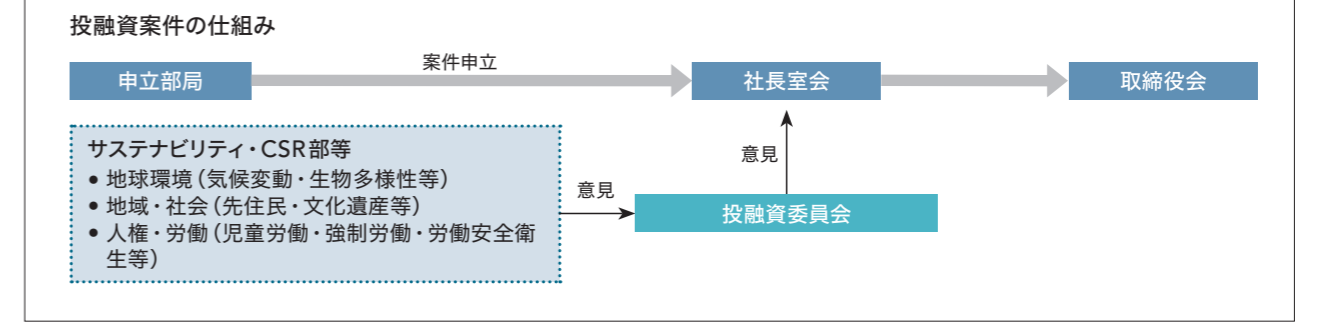 投融資案件の仕組み
申立部局
案件申立
社長室会
取締役会
サステナビリティ・CSR部等
● 地球環境（気候変動・生物多様性等）
● 地域・社会（先住民・文化遺産等）
● 人権・労働（児童労働・強制労働・労働安全衛
生等）
意見
意見
投融資委員会